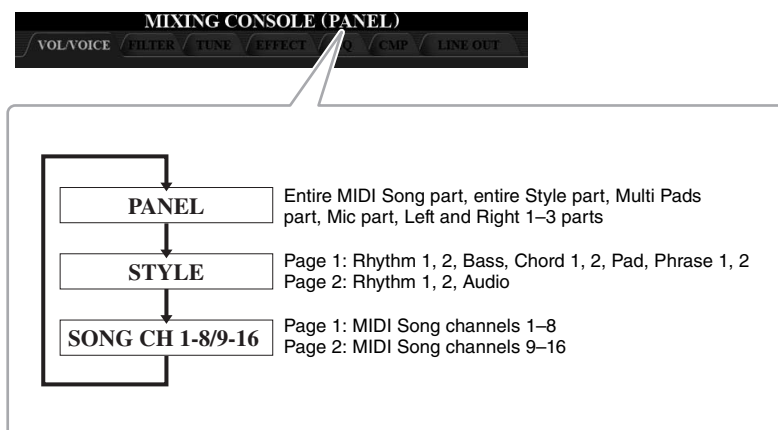 MIXING CONSOLE (PANEL)
VOL/VOICE FILTER TUNE EFFECT EQ CMP LINE OUT
PANEL
Entire MIDI Song part, entire Style part, Multi Pads
part, Mic part, Left and Right 1–3 parts
STYLE
Page 1: Rhythm 1, 2, Bass, Chord 1, 2, Pad, Phrase 1, 2
Page 2: Rhythm 1, 2, Audio
SONG CH 1-8/9-16
Page 1: MIDI Song channels 1–8
Page 2: MIDI Song channels 9–16